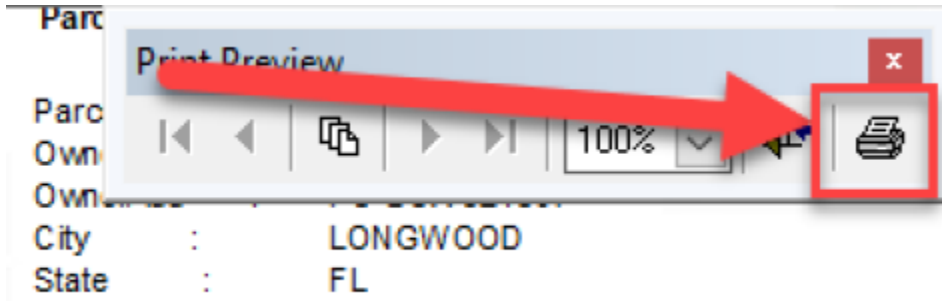 Parc
Print Preview
x
Parc
100%
Own
City : LONGWOOD
State : FL